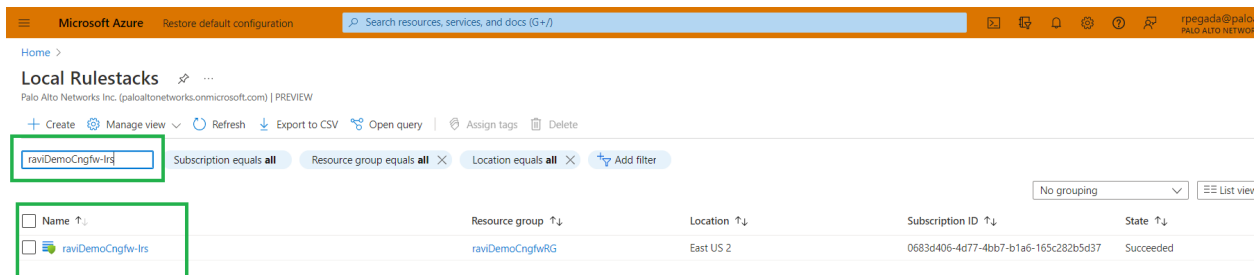 Microsoft Azure Restore default configuration Search resources, services, and docs (G+/) rpegada@paloa
PALO ALTO NETWOR
Home >
Local Rulestacks ...
Palo Alto Networks Inc. (paloaltonetworks.onmicrosoft.com) | PREVIEW
+ Create Manage view Refresh Export to CSV Open query | Assign tags Delete
raviDemoCngfw-lrs Subscription equals all Resource group equals all × Location equals all × Add filter
No grouping List view
Name ↑↓ Resource group ↑↓ Location ↑↓ Subscription ID ↑↓ State ↑↓
raviDemoCngfw-lrs raviDemoCngfwRG East US 2 0683d406-4d77-4bb7-b1a6-165c282b5d37 Succeeded